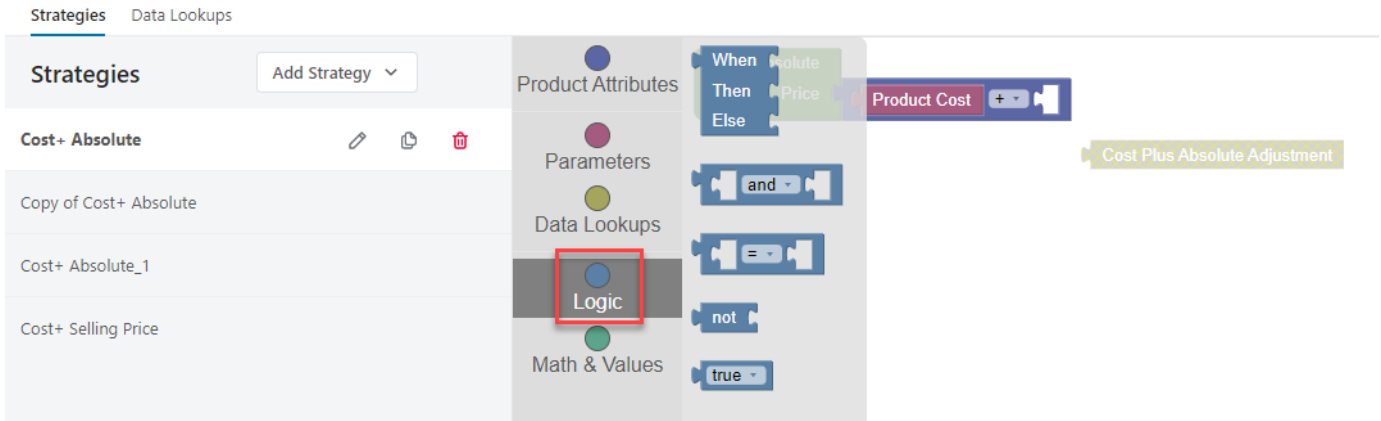 Strategies Data Lookups
Strategies
Add Strategy
Cost+ Absolute
Copy of Cost+ Absolute
Cost+ Absolute_1
Cost+ Selling Price
Product Attributes
Parameters
Data Lookups
Logic
Math & Values
When
Then
Else
and
=
not
true
Price
Product Cost +
Cost Plus Absolute Adjustment